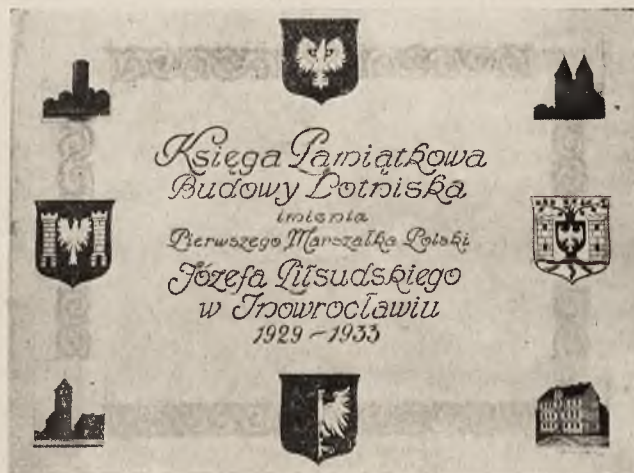 Księga Pamiątkowa
Budowy Lotniska
imienia
Pierwszego Marszałka Polski
Józefa Piłsudskiego
w Inowrocławiu
1929-1933